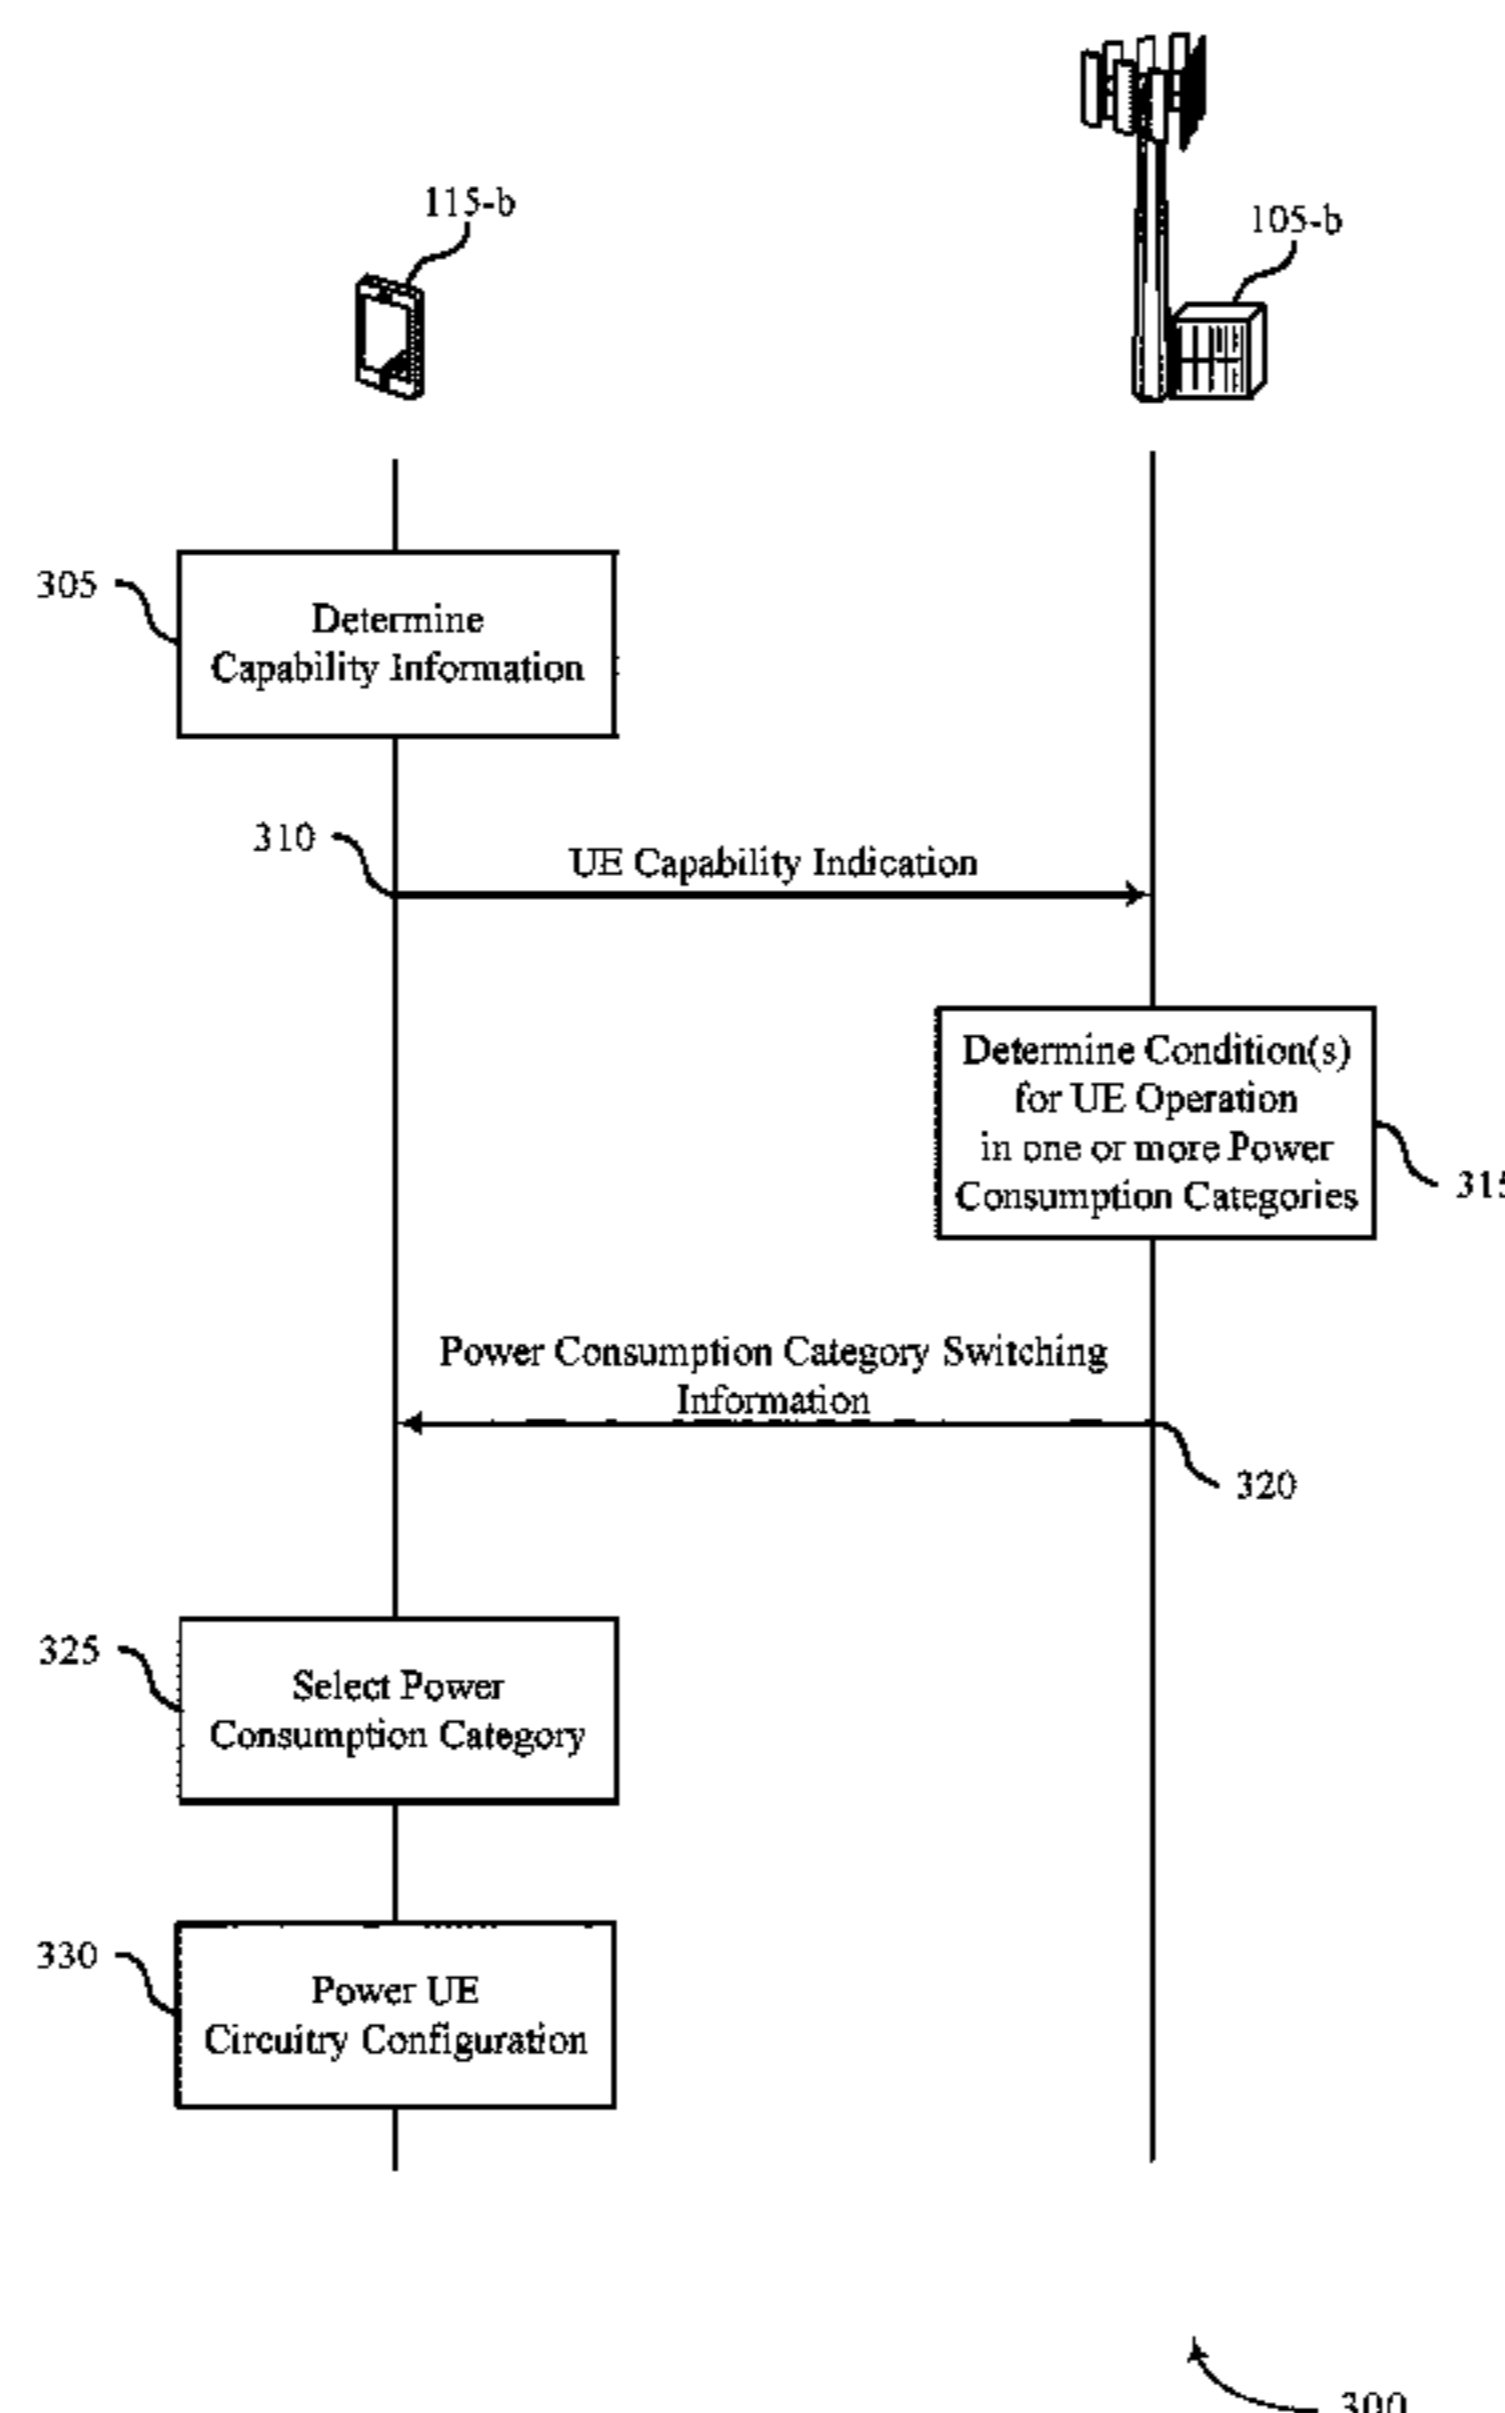 115-b
105-b
305
Determine
Capability Information
310
UE Capability Indication
Determine Condition(s)
for UE Operation
in one or more Power
Consumption Categories
315
Power Consumption Category Switching
Information
320
325
Select Power
Consumption Category
330
Power UE
Circuitry Configuration
300